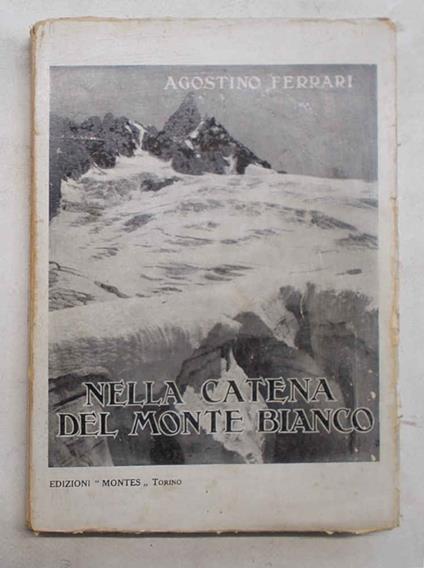 AGOSTINO FERRARI
NELLA CATENA
DEL MONTE BIANCO
EDIZIONI “ MONTES „ TORINO